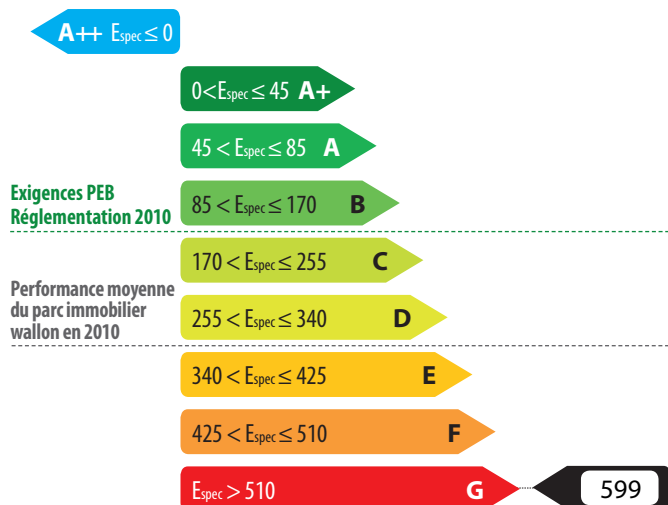 A++ Espec ≤ 0
0<Espec ≤ 45 A+
45 < Espec ≤ 85 A
Exigences PEB
Réglementation 2010
85 < Espec ≤ 170 B
170 < Espec ≤ 255 C
Performance moyenne
du parc immobilier
wallon en 2010
255 < Espec ≤ 340 D
340 < Espec ≤ 425 E
425 < Espec ≤ 510 F
Espec > 510 G 599